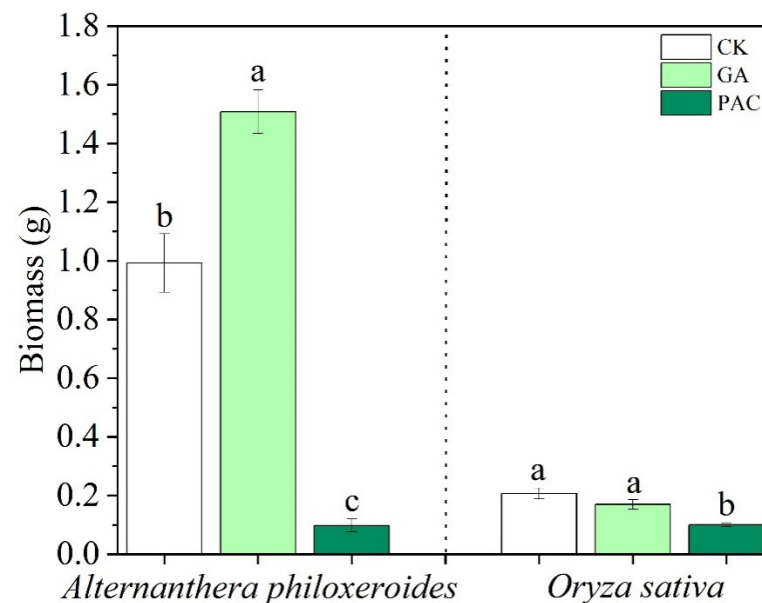 1.8
1.6
1.4
1.2
1.0
0.8
0.6
0.4
0.2
0.0
Biomass (g)
CK
GA
PAC
b
a
c
a
a
b
Alternanthera philoxeroides
Oryza sativa